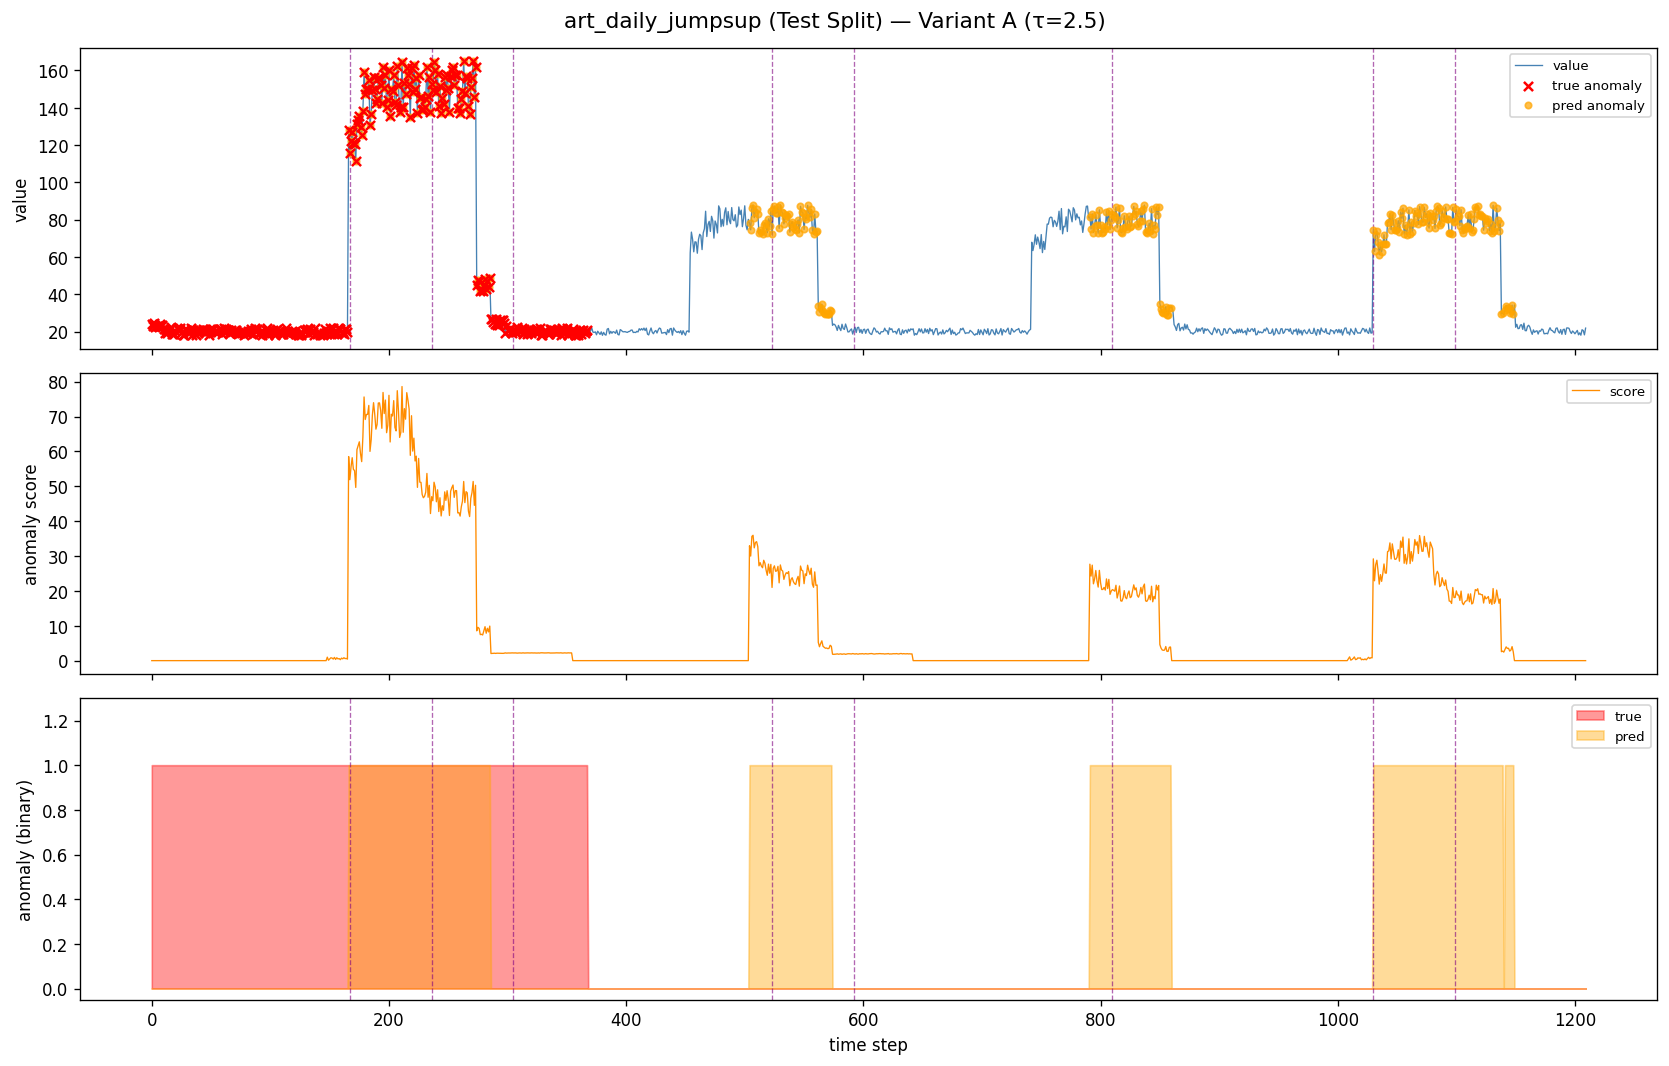 art_daily_jumpsup (Test Split) — Variant A (τ=2.5)
value
160
140
120
100
80
60
40
20
value
true anomaly
pred anomaly
anomaly score
80
70
60
50
40
30
20
10
0
score
anomaly (binary)
1.2
1.0
0.8
0.6
0.4
0.2
0.0
true
pred
0 200 400 600 800 1000 1200
time step